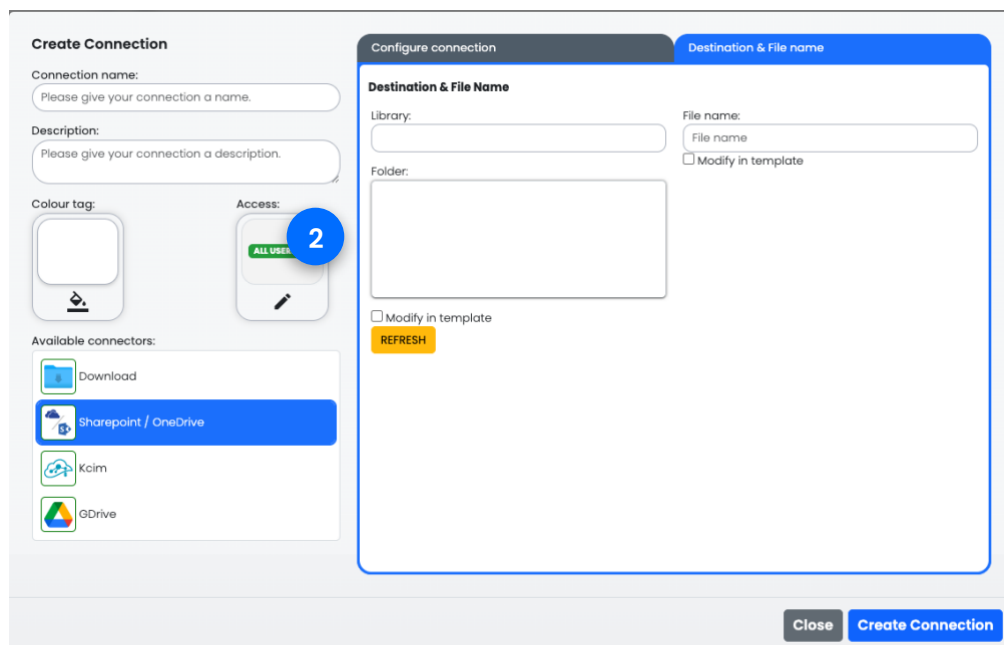 Create Connection
Connection name:
Please give your connection a name.
Description:
Please give your connection a description.
Colour tag:
Access:
ALL USE
2
Available connectors:
Download
Sharepoint / OneDrive
Kcim
GDrive
Configure connection
Destination & File name
Destination & File Name
Library:
Folder:
Modify in template
REFRESH
File name:
File name
Modify in template
Close
Create Connection